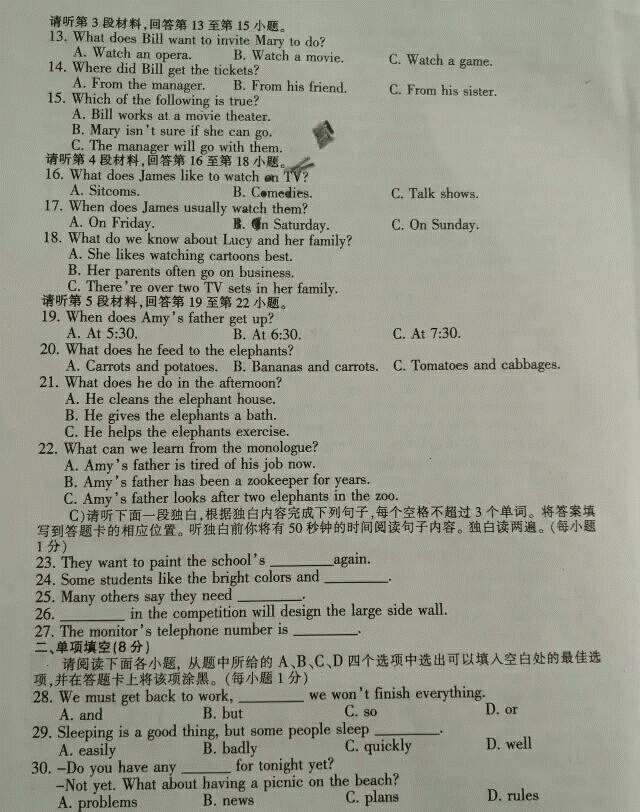 请听第 3 段材料,回答第 13 至第 15 小题。
13. What does Bill want to invite Mary to do?
A. Watch an opera. B. Watch a movie. C. Watch a game.
14. Where did Bill get the tickets?
A. From the manager. B. From his friend. C. From his sister.
15. Which of the following is true?
A. Bill works at a movie theater.
B. Mary isn't sure if she can go.
C. The manager will go with them.
请听第 4 段材料,回答第 16 至第 18 小题。
16. What does James like to watch on TV?
A. Sitcoms. B. Comedies. C. Talk shows.
17. When does James usually watch them?
A. On Friday. B. On Saturday. C. On Sunday.
18. What do we know about Lucy and her family?
A. She likes watching cartoons best.
B. Her parents often go on business.
C. There're over two TV sets in her family.
请听第 5 段材料,回答第 19 至第 22 小题。
19. When does Amy's father get up?
A. At 5:30. B. At 6:30. C. At 7:30.
20. What does he feed to the elephants?
A. Carrots and potatoes. B. Bananas and carrots. C. Tomatoes and cabbages.
21. What does he do in the afternoon?
A. He cleans the elephant house.
B. He gives the elephants a bath.
C. He helps the elephants exercise.
22. What can we learn from the monologue?
A. Amy's father is tired of his job now.
B. Amy's father has been a zookeeper for years.
C. Amy's father looks after two elephants in the zoo.
C)请听下面一段独白,根据独白内容完成下列句子,每个空格不超过 3 个单词。将答案填
写到答题卡的相应位置。听独白前你将有 50 秒钟的时间阅读句子内容。独白读两遍。(每小题
1 分)
23. They want to paint the school's ________again.
24. Some students like the bright colors and ________.
25. Many others say they need ________.
26. ________ in the competition will design the large side wall.
27. The monitor's telephone number is ________.
二、单项填空(8 分)
请阅读下面各小题, 从题中所给的 A、B、C、D 四个选项中选出可以填入空白处的最佳选
项,并在答题卡上将该项涂黑。(每小题 1 分)
28. We must get back to work, ________ we won't finish everything.
A. and B. but C. so D. or
29. Sleeping is a good thing, but some people sleep ________.
A. easily B. badly C. quickly D. well
30. –Do you have any ______ for tonight yet?
–Not yet. What about having a picnic on the beach?
A. problems B. news C. plans D. rules